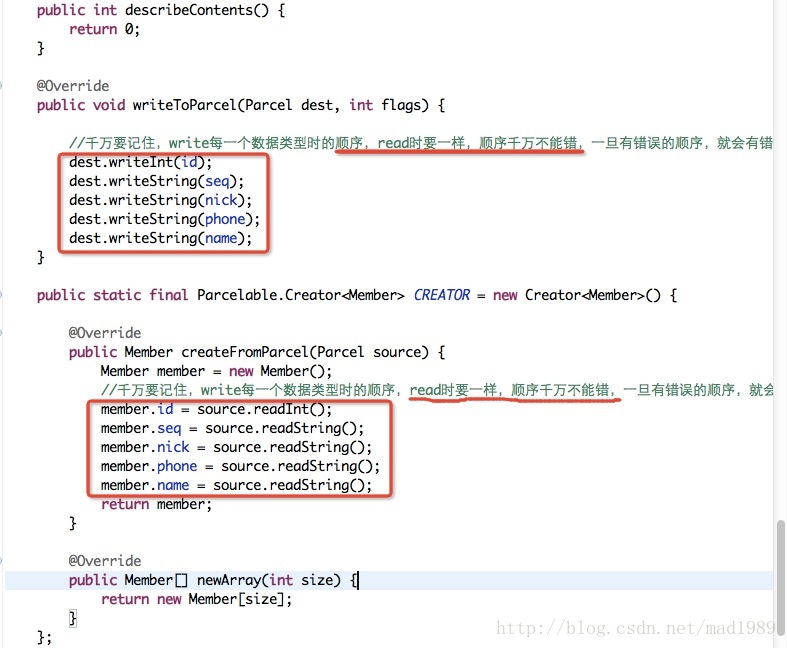 public int describeContents() {
return 0;
}
@Override
public void writeToParcel(Parcel dest, int flags) {
//千万要记住，write每一个数据类型时的顺序，read时要一样，顺序千万不能错，一旦有错误的顺序，就会有错
dest.writeInt(id);
dest.writeString(seq);
dest.writeString(nick);
dest.writeString(phone);
dest.writeString(name);
}
public static final Parcelable.Creator<Member> CREATOR = new Creator<Member>() {
@Override
public Member createFromParcel(Parcel source) {
Member member = new Member();
//千万要记住，write每一个数据类型时的顺序，read时要一样，顺序千万不能错，一旦有错误的顺序，就会
member.id = source.readInt();
member.seq = source.readString();
member.nick = source.readString();
member.phone = source.readString();
member.name = source.readString();
return member;
}
@Override
public Member[] newArray(int size) {
return new Member[size];
}
};
http://blog.csdn.net/mad1989